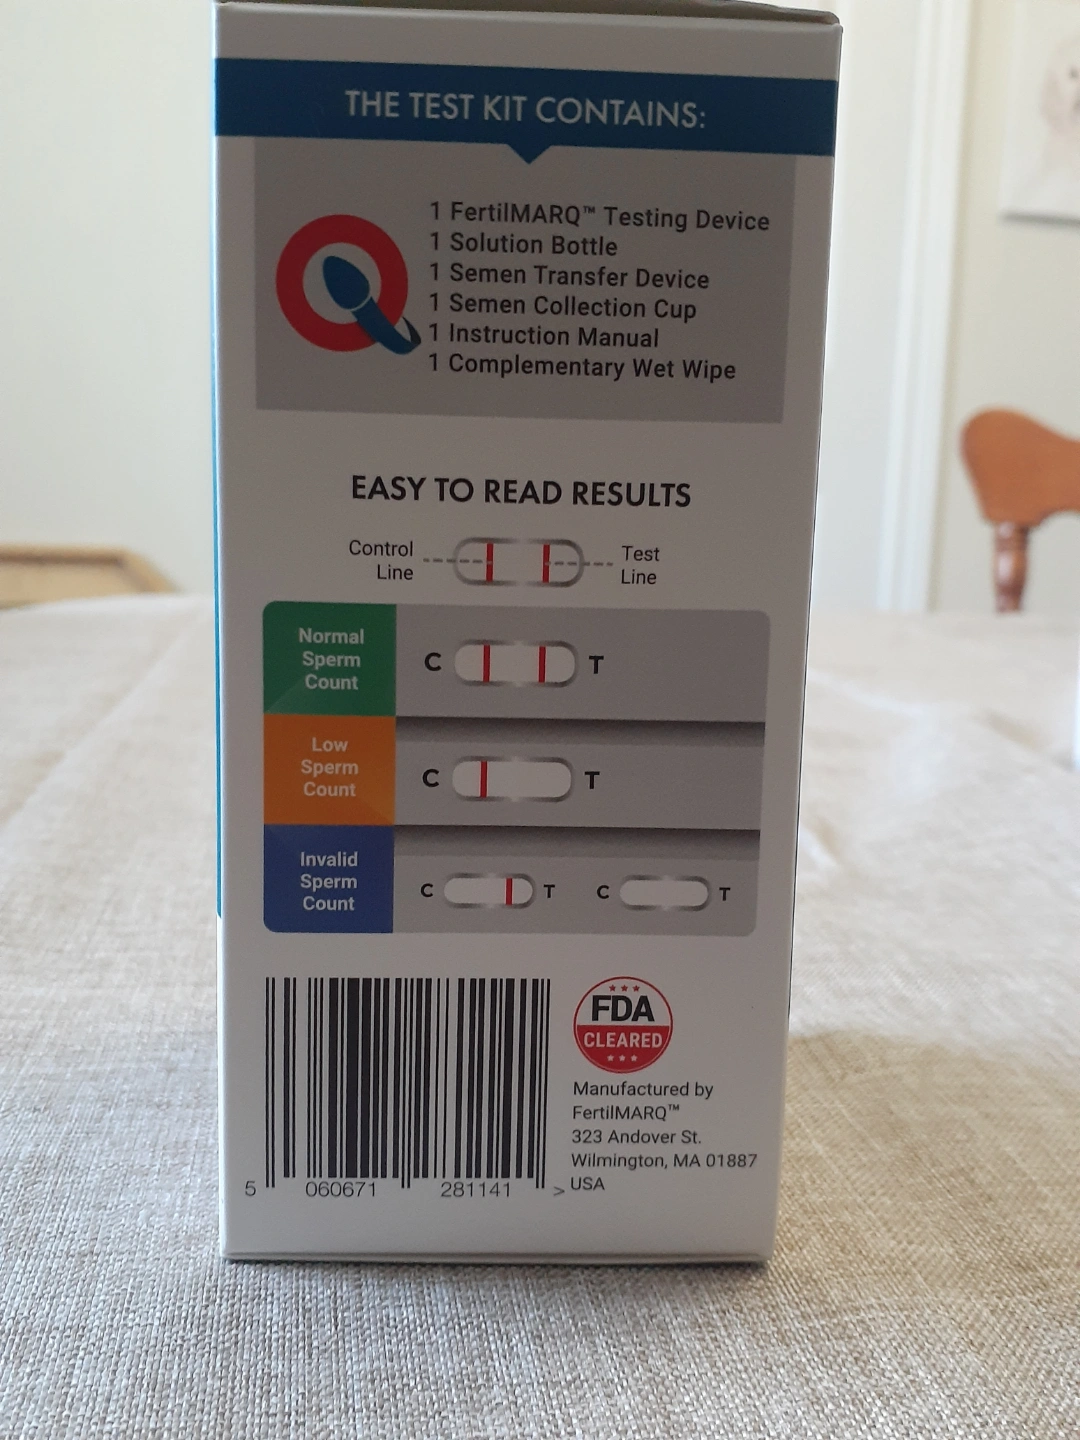 THE TEST KIT CONTAINS:
1 FertilMARQ™ Testing Device
1 Solution Bottle
1 Semen Transfer Device
1 Semen Collection Cup
1 Instruction Manual
1 Complementary Wet Wipe
EASY TO READ RESULTS
Control
Line
Test
Line
Normal
Sperm
Count
C T
Low
Sperm
Count
C T
Invalid
Sperm
Count
C T C T
FDA
CLEARED
Manufactured by
FertilMARQ™
323 Andover St.
Wilmington, MA 01887
USA
5 060671 281141 >